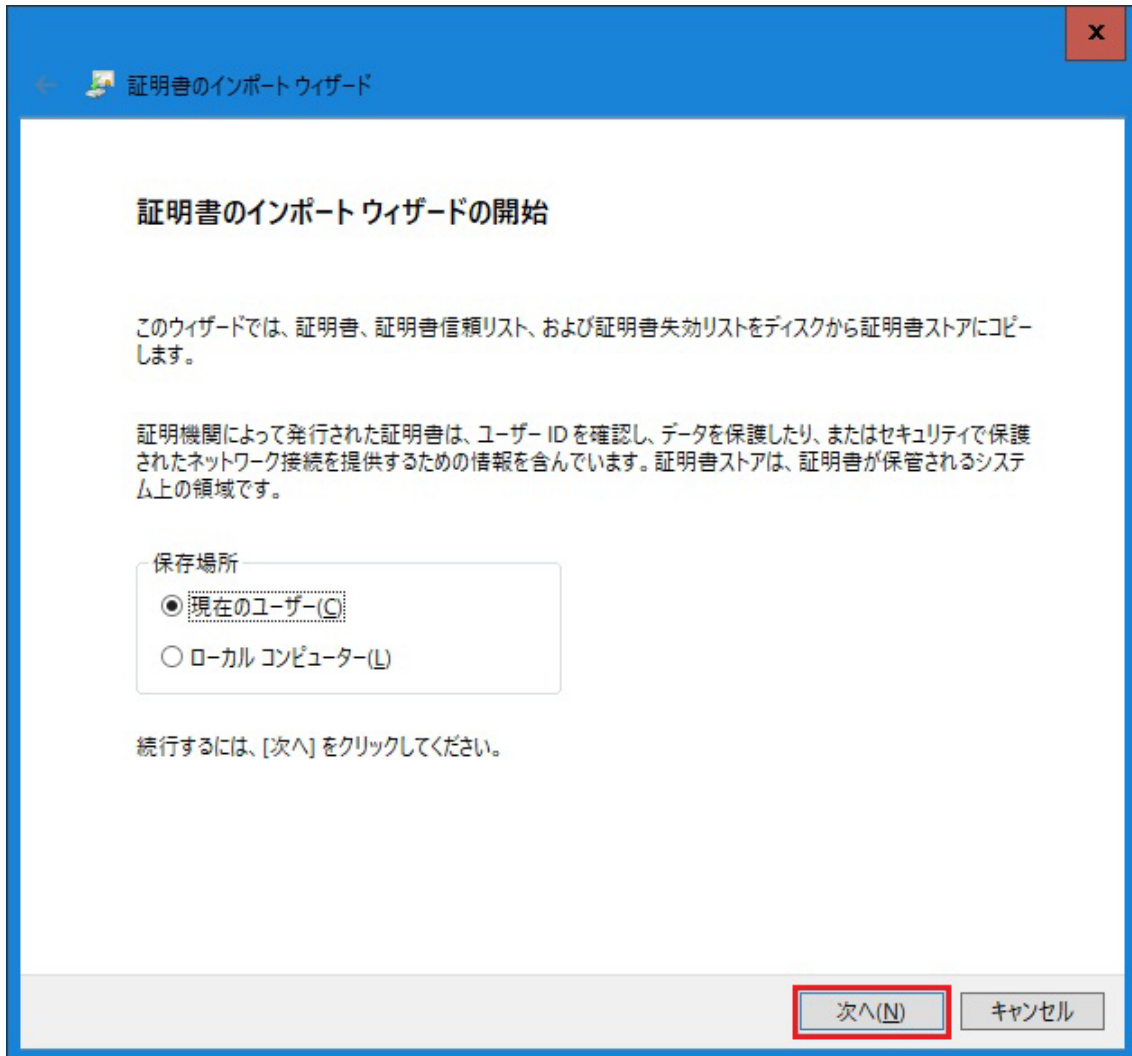 証明書のインポート ウィザード
証明書のインポート ウィザードの開始
このウィザードでは、証明書、証明書信頼リスト、および証明書失効リストをディスクから証明書ストアにコピー
します。
証明機関によって発行された証明書は、ユーザー ID を確認し、データを保護したり、またはセキュリティで保護
されたネットワーク接続を提供するための情報を含んでいます。証明書ストアは、証明書が保管されるシステ
ム上の領域です。
保存場所
現在のユーザー(C)
ローカル コンピューター(L)
続行するには、[次へ] をクリックしてください。
次へ(N)
キャンセル